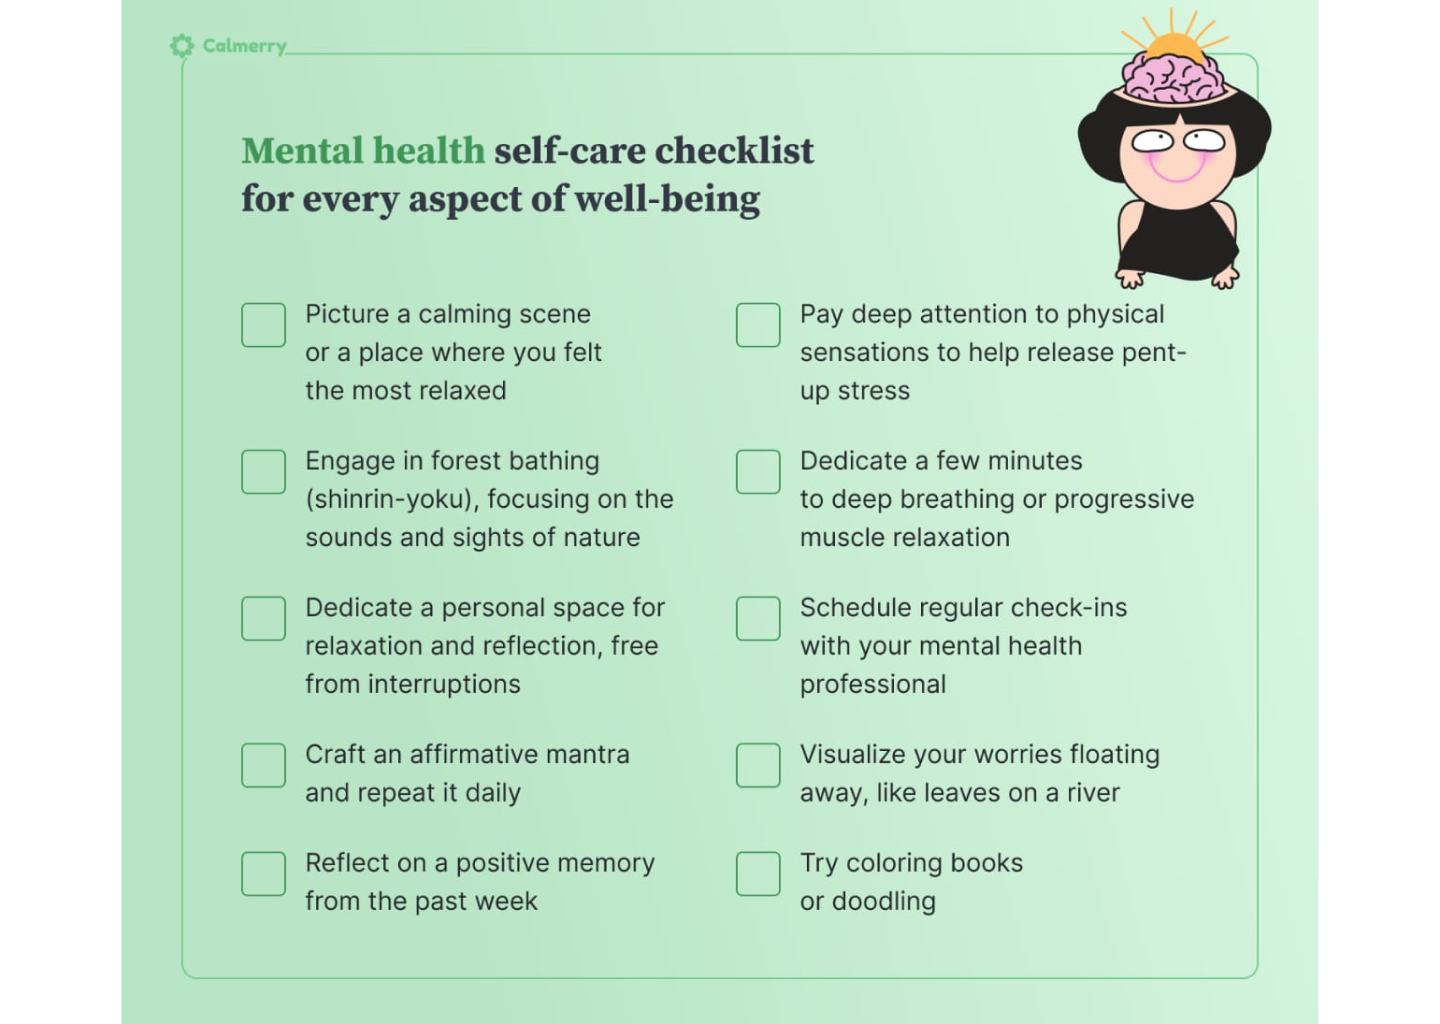 Calmerry
Mental health self-care checklist
for every aspect of well-being
Picture a calming scene
or a place where you felt
the most relaxed
Engage in forest bathing
(shinrin-yoku), focusing on the
sounds and sights of nature
Dedicate a personal space for
relaxation and reflection, free
from interruptions
Craft an affirmative mantra
and repeat it daily
Reflect on a positive memory
from the past week
Pay deep attention to physical
sensations to help release pent-
up stress
Dedicate a few minutes
to deep breathing or progressive
muscle relaxation
Schedule regular check-ins
with your mental health
professional
Visualize your worries floating
away, like leaves on a river
Try coloring books
or doodling